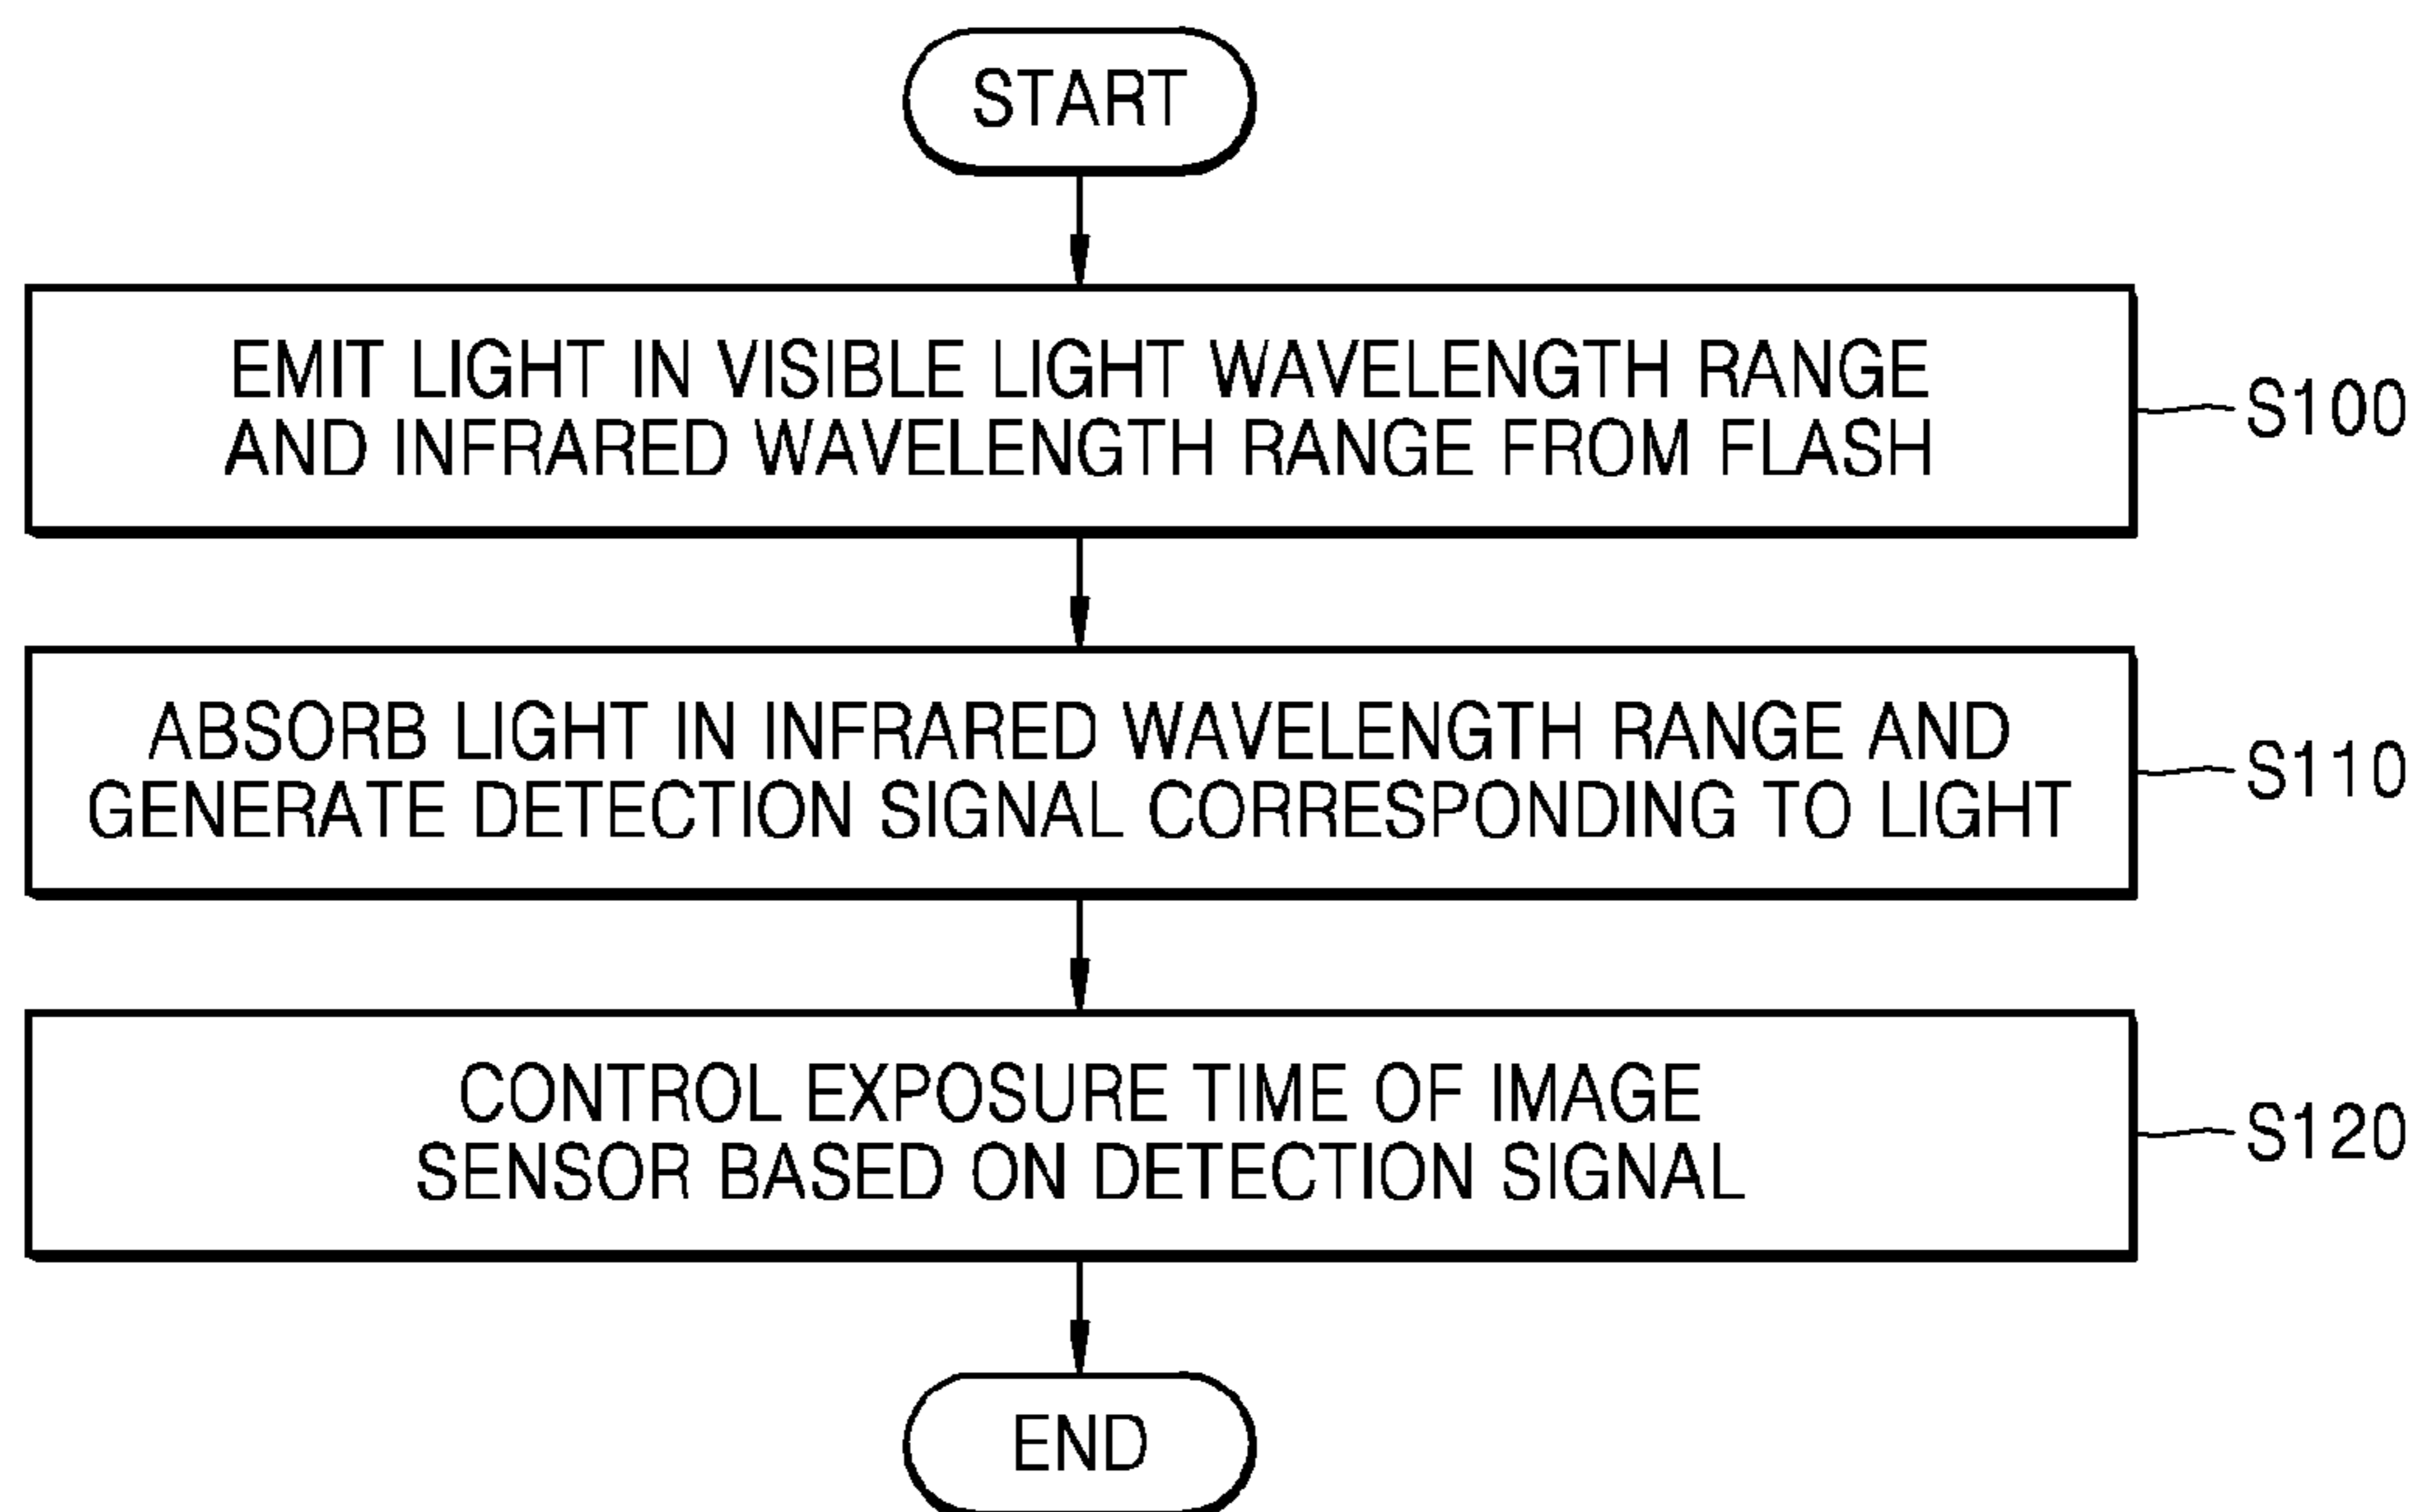 START
EMIT LIGHT IN VISIBLE LIGHT WAVELENGTH RANGE
AND INFRARED WAVELENGTH RANGE FROM FLASH
S100
ABSORB LIGHT IN INFRARED WAVELENGTH RANGE AND
GENERATE DETECTION SIGNAL CORRESPONDING TO LIGHT
S110
CONTROL EXPOSURE TIME OF IMAGE
SENSOR BASED ON DETECTION SIGNAL
S120
END